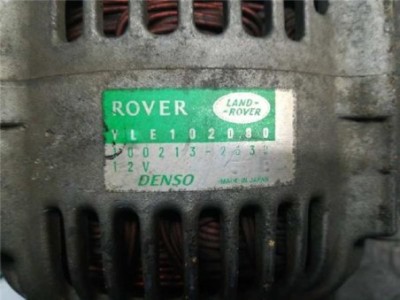 ROVER
LAND-
-ROVER
YLE102080
12V
DENSO
MADE IN JAPAN